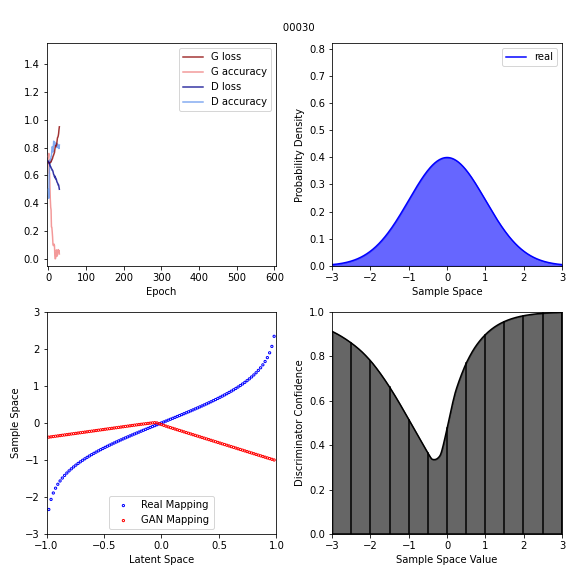 00030
1.4
1.2
1.0
0.8
0.6
0.4
0.2
0.0
0 100 200 300 400 500 600
Epoch
G loss
G accuracy
D loss
D accuracy
Probability Density
0.8
0.7
0.6
0.5
0.4
0.3
0.2
0.1
0.0
−3 −2 −1 0 1 2 3
Sample Space
real
Sample Space
3
2
1
0
−1
−2
−3
−1.0 −0.5 0.0 0.5 1.0
Latent Space
Real Mapping
GAN Mapping
Discriminator Confidence
1.0
0.8
0.6
0.4
0.2
0.0
−3 −2 −1 0 1 2 3
Sample Space Value